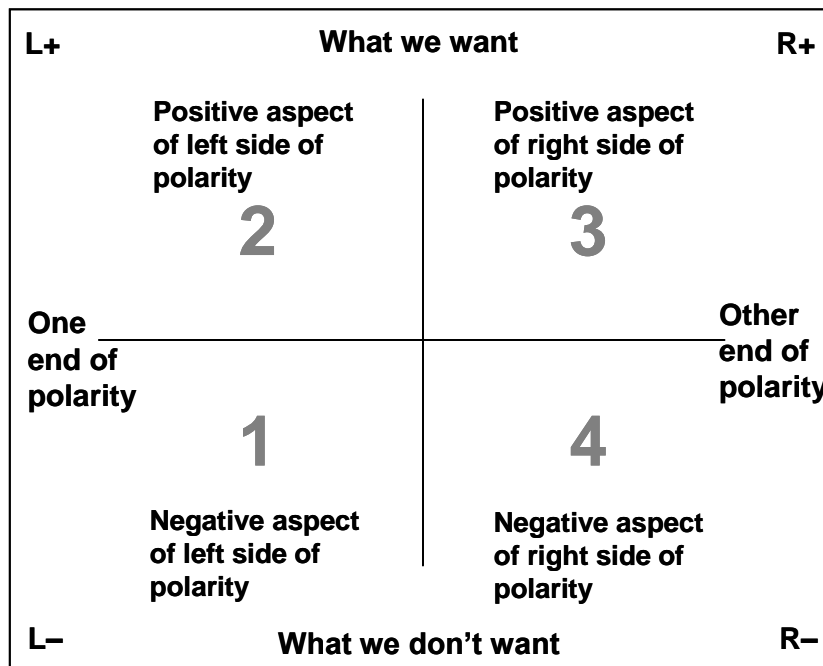 L+ What we want R+
Positive aspect
of left side of
polarity
Positive aspect
of right side of
polarity
2
3
One
end of
polarity
Other
end of
polarity
1
4
Negative aspect
of left side of
polarity
Negative aspect
of right side of
polarity
L– What we don't want R–